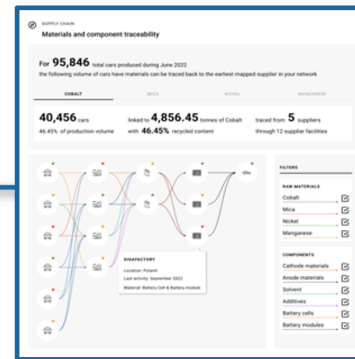 SUPPLY CHAIN
Materials and component traceability
For 95,846 total cars produced during June 2022
the following volume of cars have materials can be traced back to the earliest mapped supplier in your network
COBALT MICA NICKEL MANGANESE
40,456 cars linked to 4,856.45 tonnes of Cobalt traced from 5 suppliers
46.45% of production volume with 46.45% recycled content through 12 supplier facilities
FILTERS
RAW MATERIALS
Cobalt
Mica
Nickel
Manganese
COMPONENTS
Cathode materials
Anode materials
Solvent
Additives
Battery cells
Battery modules
GIGAFACTORY
Location: Poland
Last activity: September 2022
Material: Battery Cell & Battery module